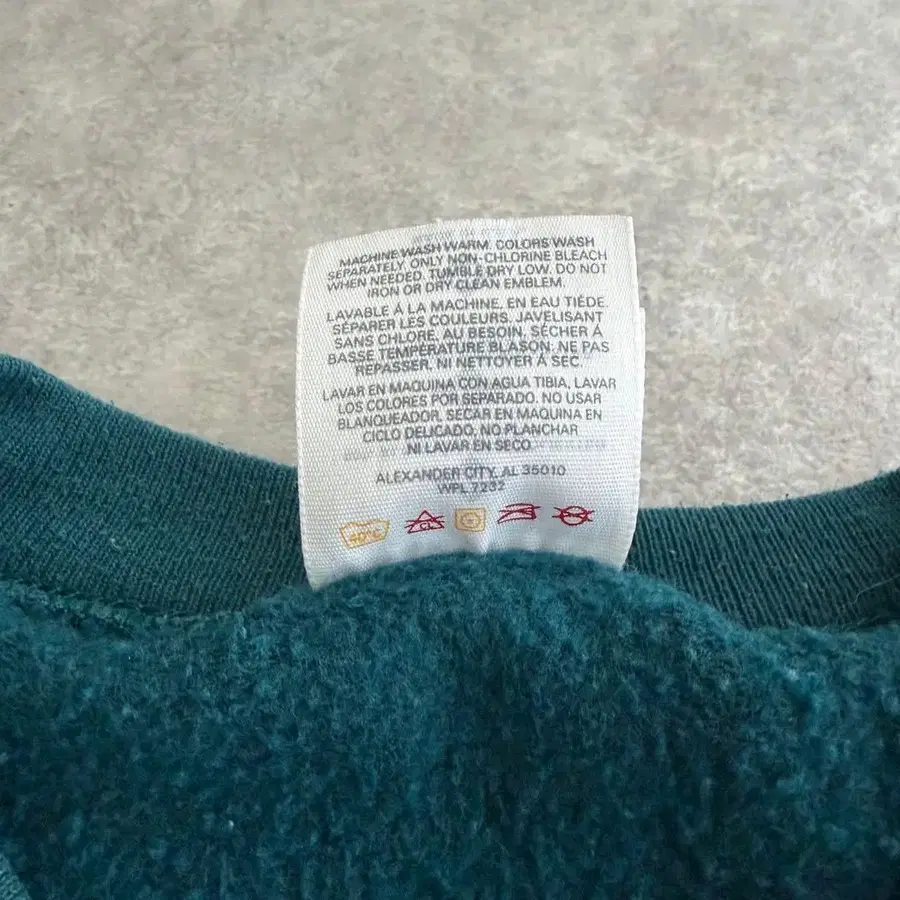 MACHINE WASH WARM. COLORS WASH
SEPARATELY. ONLY NON-CHLORINE BLEACH
WHEN NEEDED. TUMBLE DRY LOW. DO NOT
IRON OR DRY CLEAN EMBLEM.
LAVABLE À LA MACHINE, EN EAU TIÈDE.
SÉPARER LES COULEURS. JAVELISANT
SANS CHLORE, AU BESOIN, SÉCHER À
BASSE TEMPÉRATURE BLASON: NE PAS
REPASSER, NI NETTOYER À SEC.
LAVAR EN MAQUINA CON AGUA TIBIA, LAVAR
LOS COLORES POR SEPARADO. NO USAR
BLANQUEADOR, SECAR EN MAQUINA EN
CICLO DELICADO. NO PLANCHAR
NI LAVAR EN SECO.
ALEXANDER CITY, AL 35010
WPL 7232
40°C CL